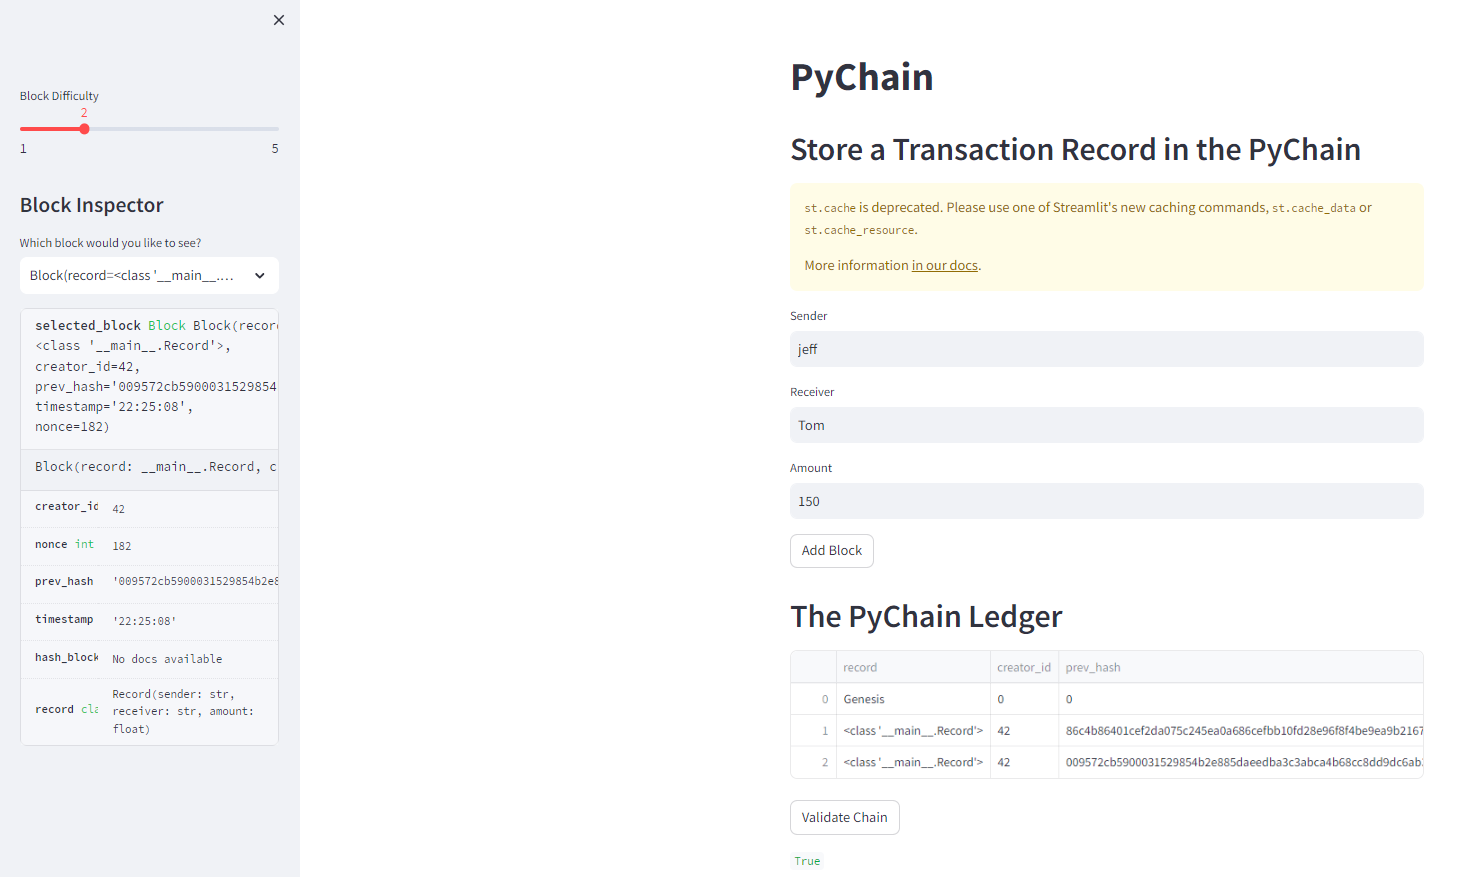 Block Difficulty
2
1 5
Block Inspector
Which block would you like to see?
Block(record=<class '__main__....
selected_block Block Block(recor
<class '__main__.Record'>,
creator_id=42,
prev_hash='009572cb5900031529854
timestamp='22:25:08',
nonce=182)
Block(record: __main__.Record, c
creator_id 42
nonce int 182
prev_hash '009572cb5900031529854b2e8
timestamp '22:25:08'
hash_block No docs available
record cla Record(sender: str,
receiver: str, amount:
float)
PyChain
Store a Transaction Record in the PyChain
st.cache is deprecated. Please use one of Streamlit's new caching commands, st.cache_data or
st.cache_resource.
More information in our docs.
Sender
jeff
Receiver
Tom
Amount
150
Add Block
The PyChain Ledger
record creator_id prev_hash
0 Genesis 0 0
1 <class '__main__.Record'> 42 86c4b86401cef2da075c245ea0a686cefbb10fd28e96f8f4be9ea9b2167
2 <class '__main__.Record'> 42 009572cb5900031529854b2e885daeedba3c3abca4b68cc8dd9dc6ab
Validate Chain
True